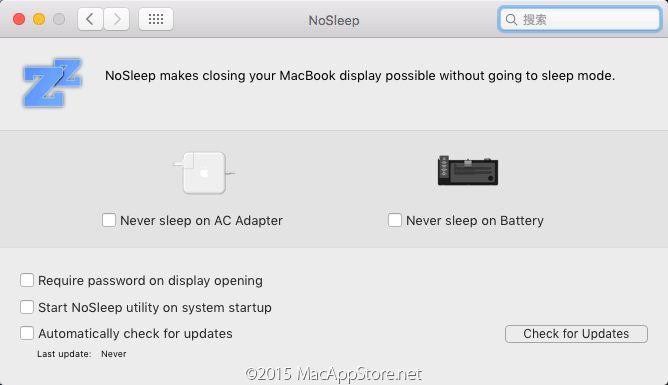 NoSleep
搜索
NoSleep makes closing your MacBook display possible without going to sleep mode.
Never sleep on AC Adapter
Never sleep on Battery
Require password on display opening
Start NoSleep utility on system startup
Automatically check for updates
Check for Updates
Last update: Never
©2015 MacAppStore.net